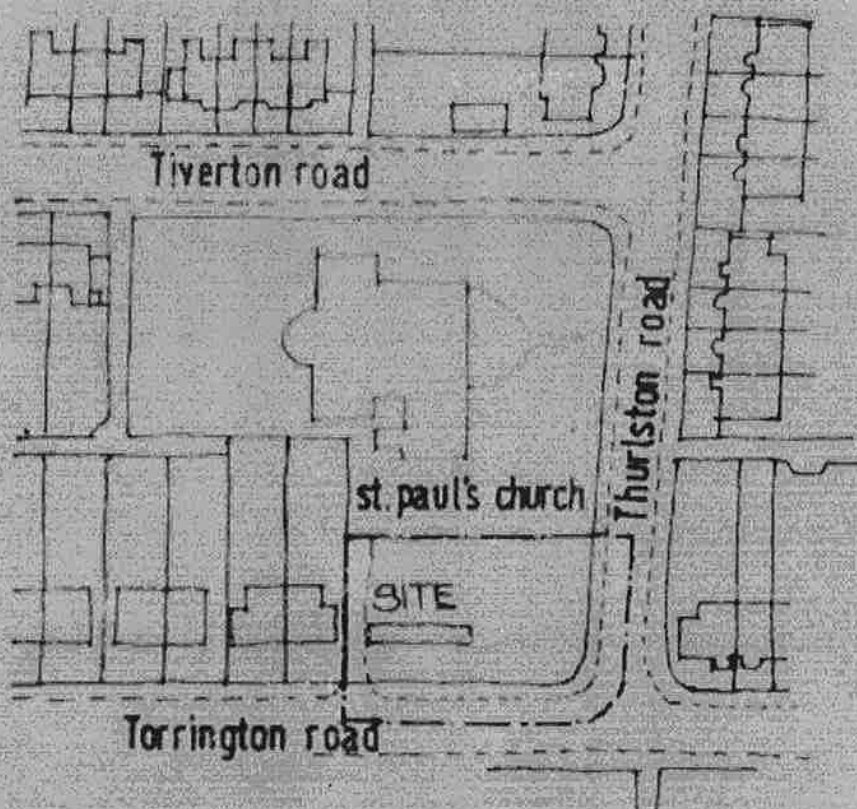 Tiverton road
Thurlston road
st. paul's church
SITE
Torrington road